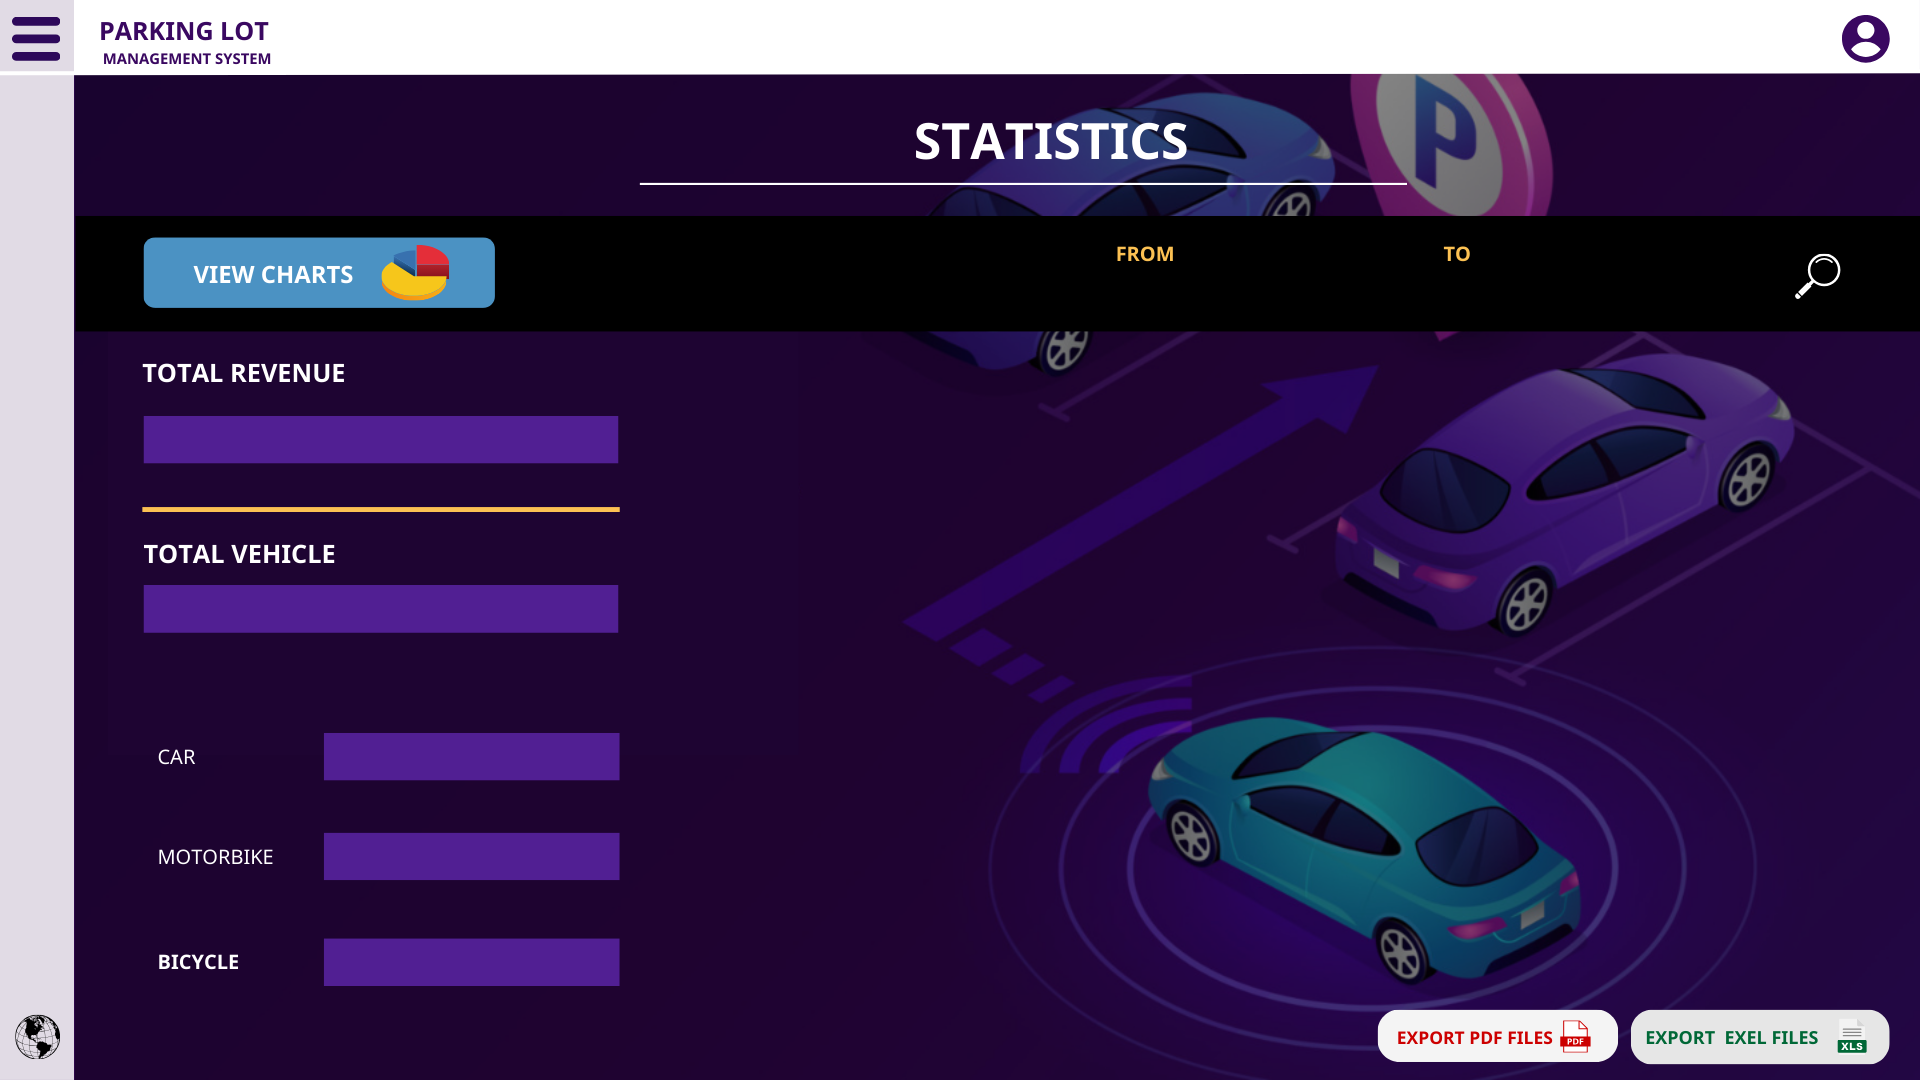 PARKING LOT
MANAGEMENT SYSTEM
P
STATISTICS
VIEW CHARTS
FROM
TO
TOTAL REVENUE
TOTAL VEHICLE
CAR
MOTORBIKE
BICYCLE
EXPORT PDF FILES
PDF
EXPORT  EXEL FILES
XLS